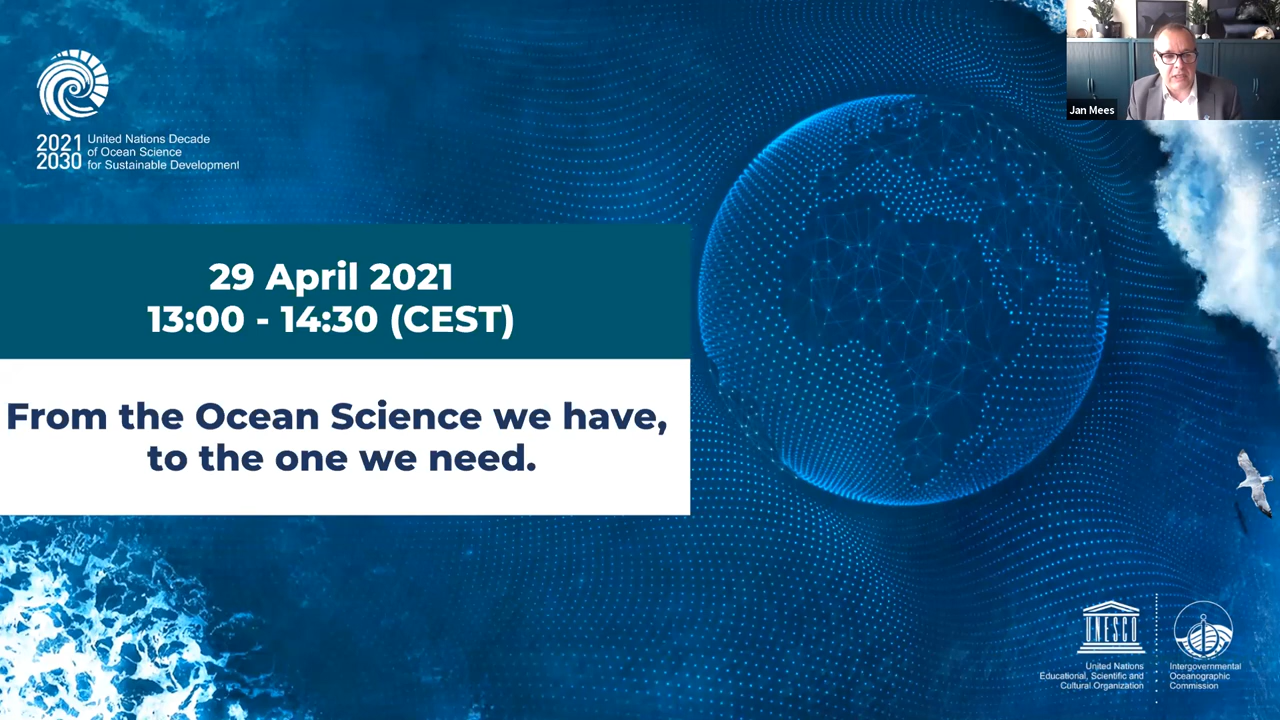 2021
2030
United Nations Decade
of Ocean Science
for Sustainable Development
Jan Mees
29 April 2021
13:00 - 14:30 (CEST)
From the Ocean Science we have,
to the one we need.
UNESCO
United Nations
Educational, Scientific and
Cultural Organization
Intergovernmental
Oceanographic
Commission